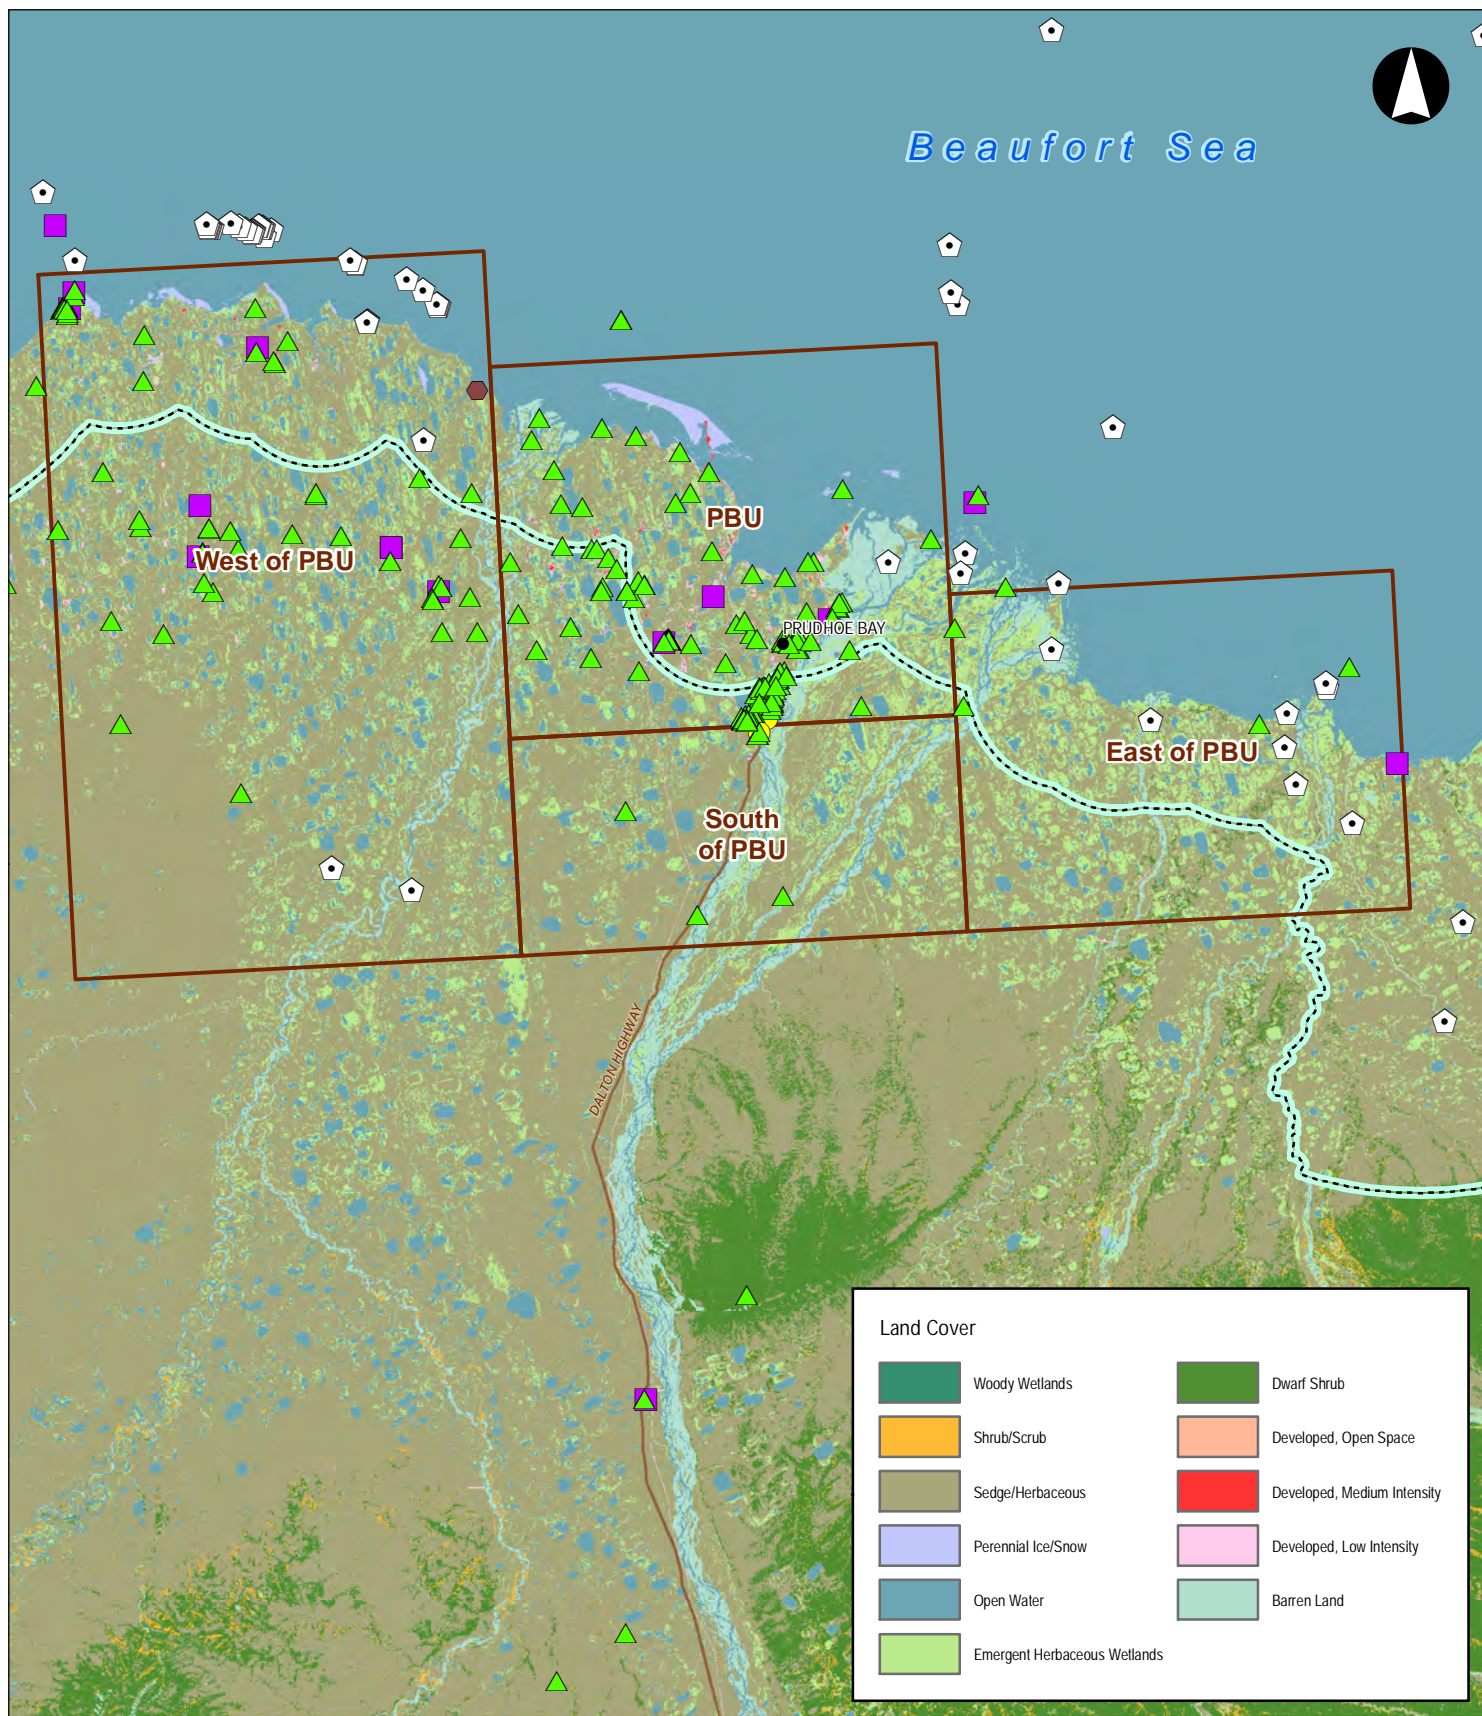 Beaufort Sea
PBU
West of PBU
PRUDHOE BAY
East of PBU
South
of PBU
DALTON HIGHWAY
Land Cover
Woody Wetlands
Shrub/Scrub
Sedge/Herbaceous
Perennial Ice/Snow
Open Water
Emergent Herbaceous Wetlands
Dwarf Shrub
Developed, Open Space
Developed, Medium Intensity
Developed, Low Intensity
Barren Land